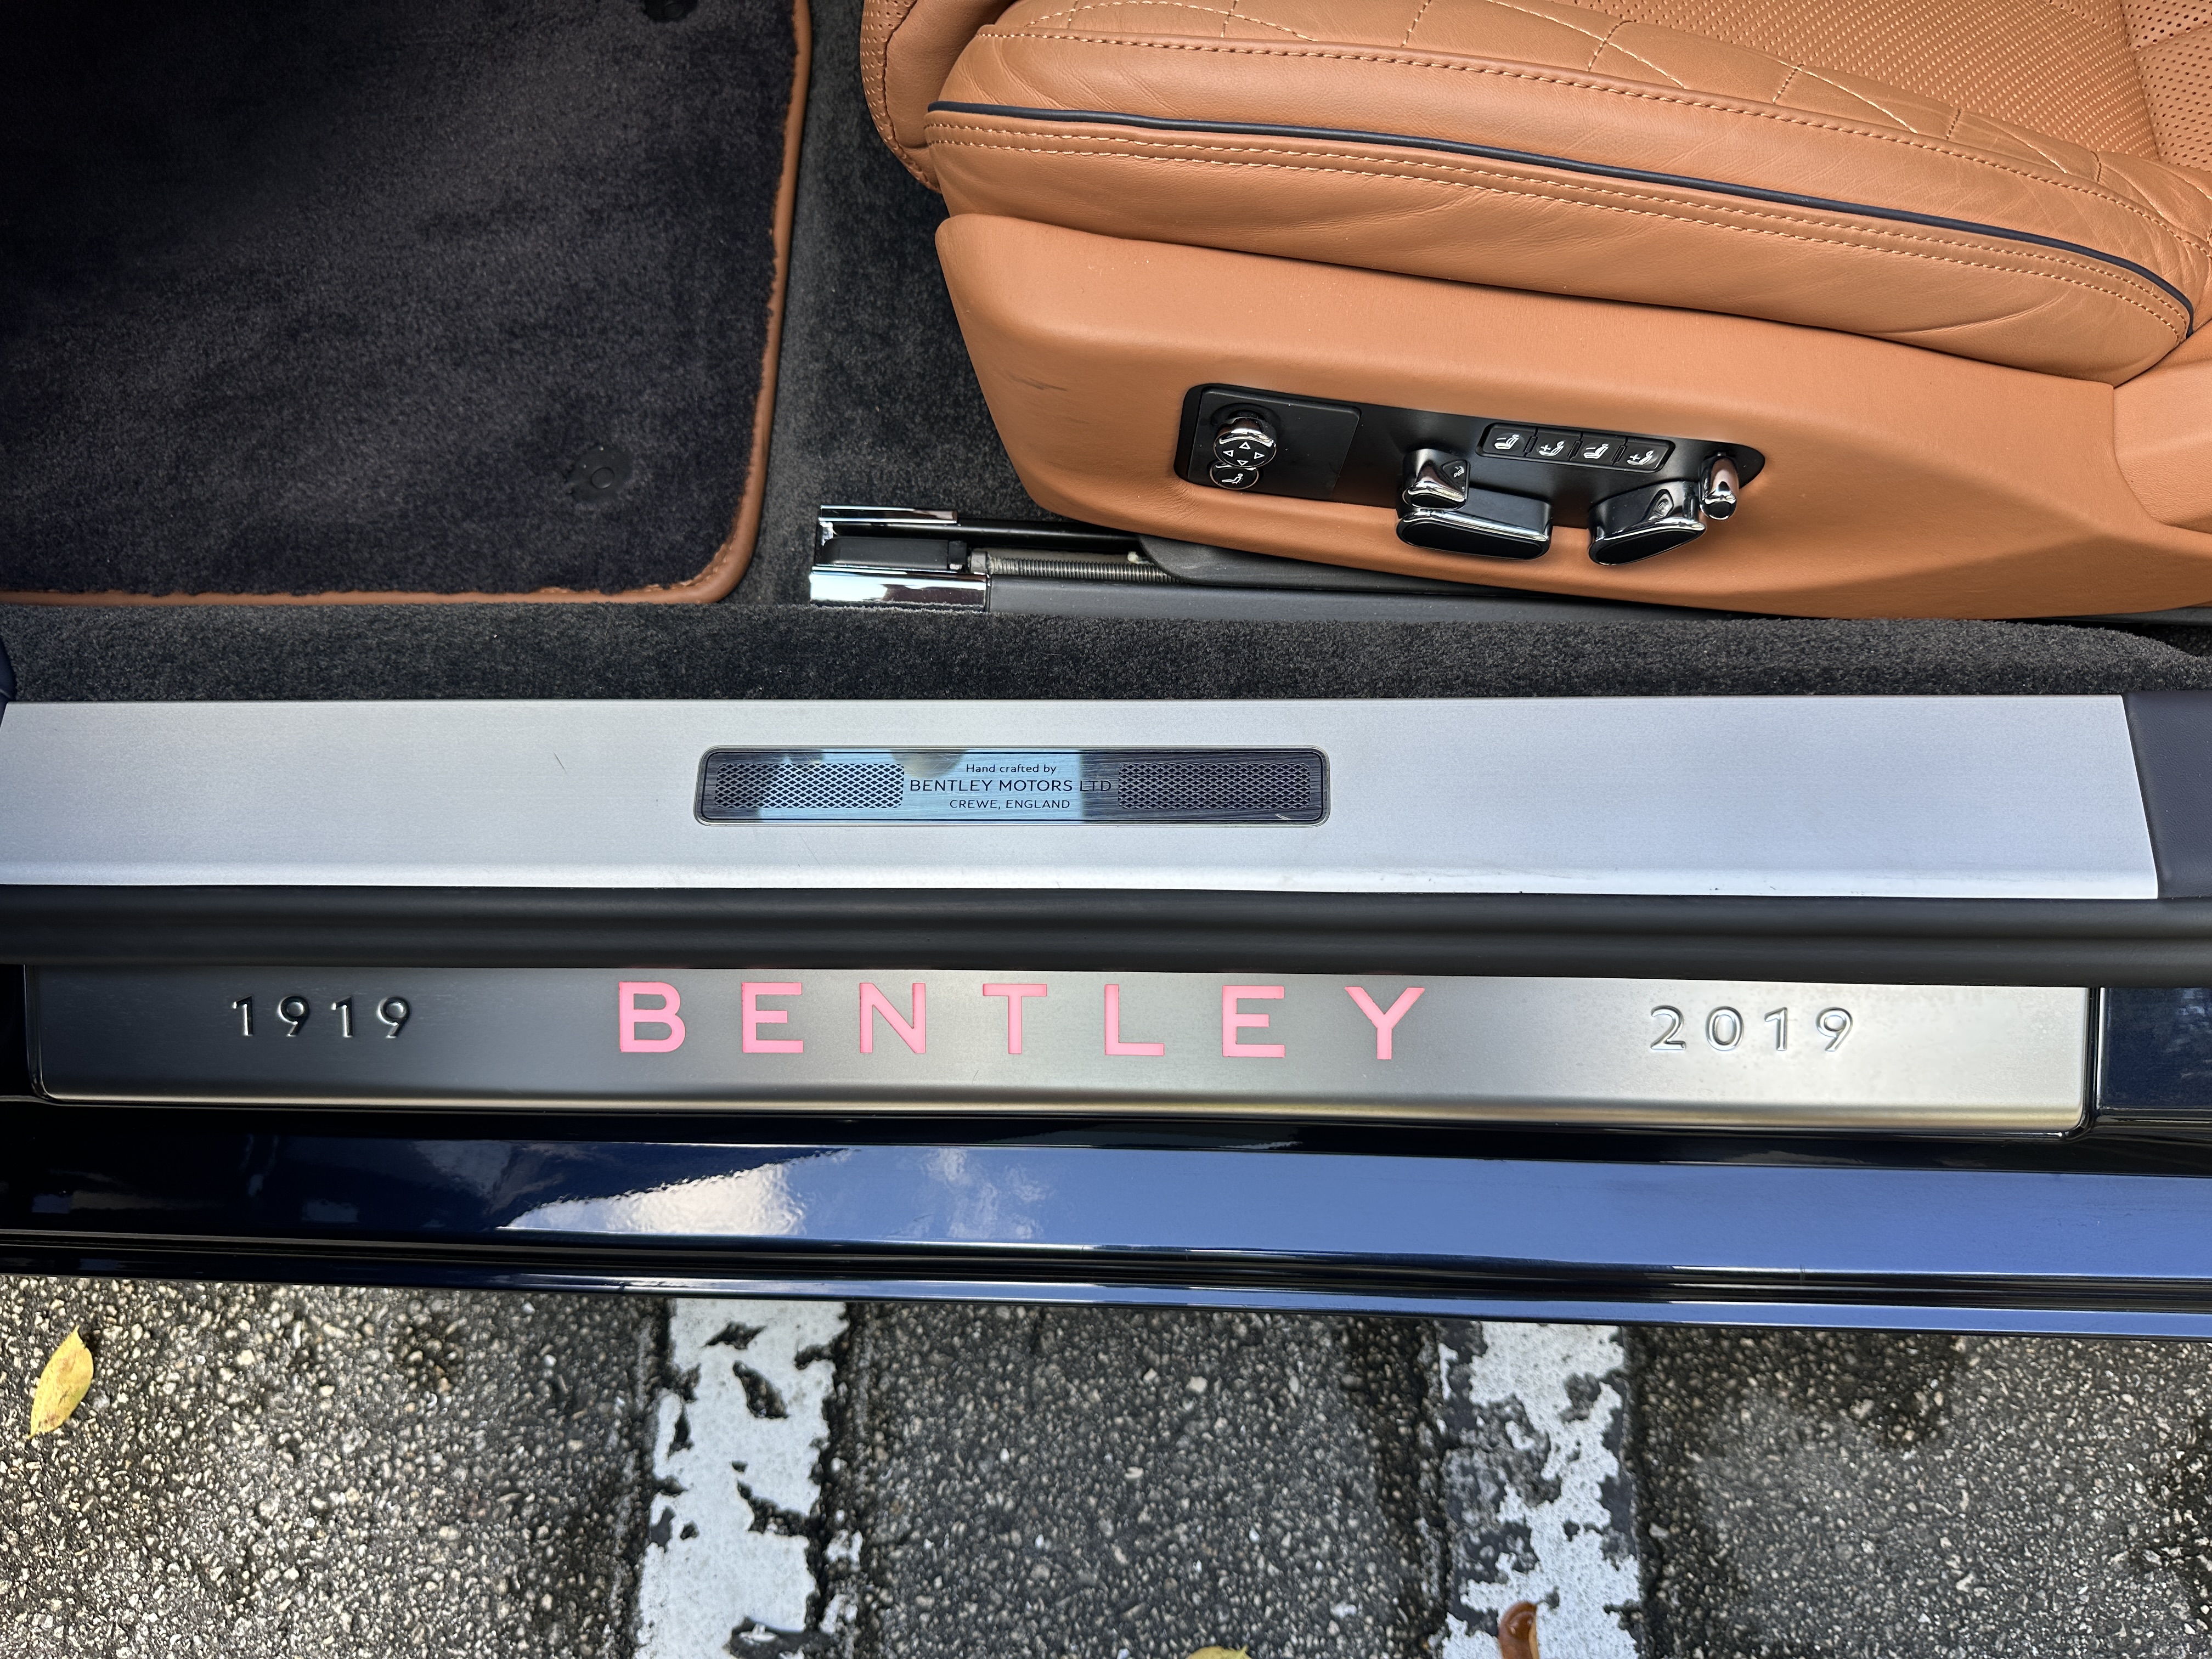 Hand crafted by
BENTLEY MOTORS LTD
CREWE, ENGLAND
1919 BENTLEY 2019